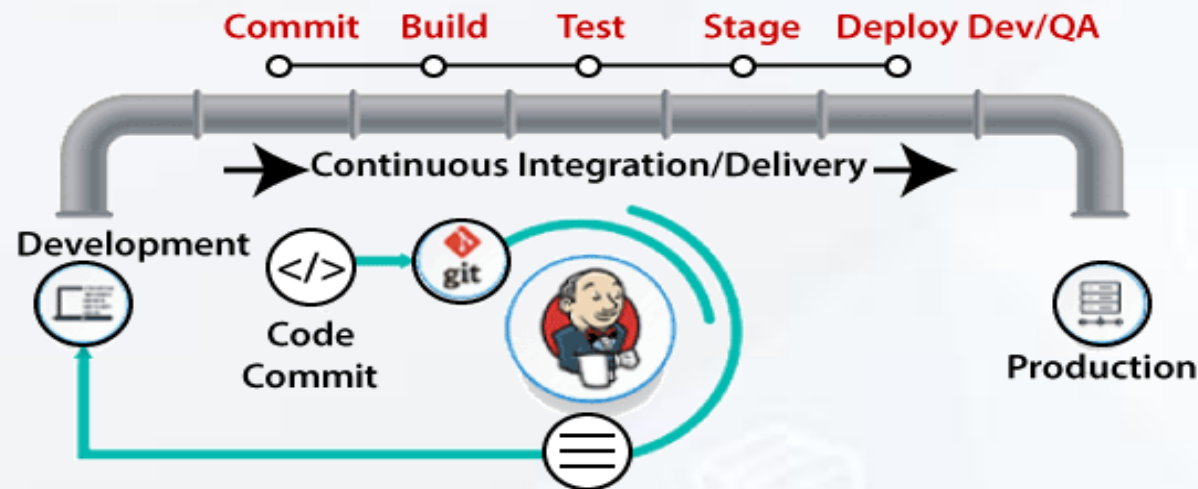 Commit Build Test Stage Deploy Dev/QA
Continuous Integration/Delivery
Development
</>
git
Code
Commit
Production